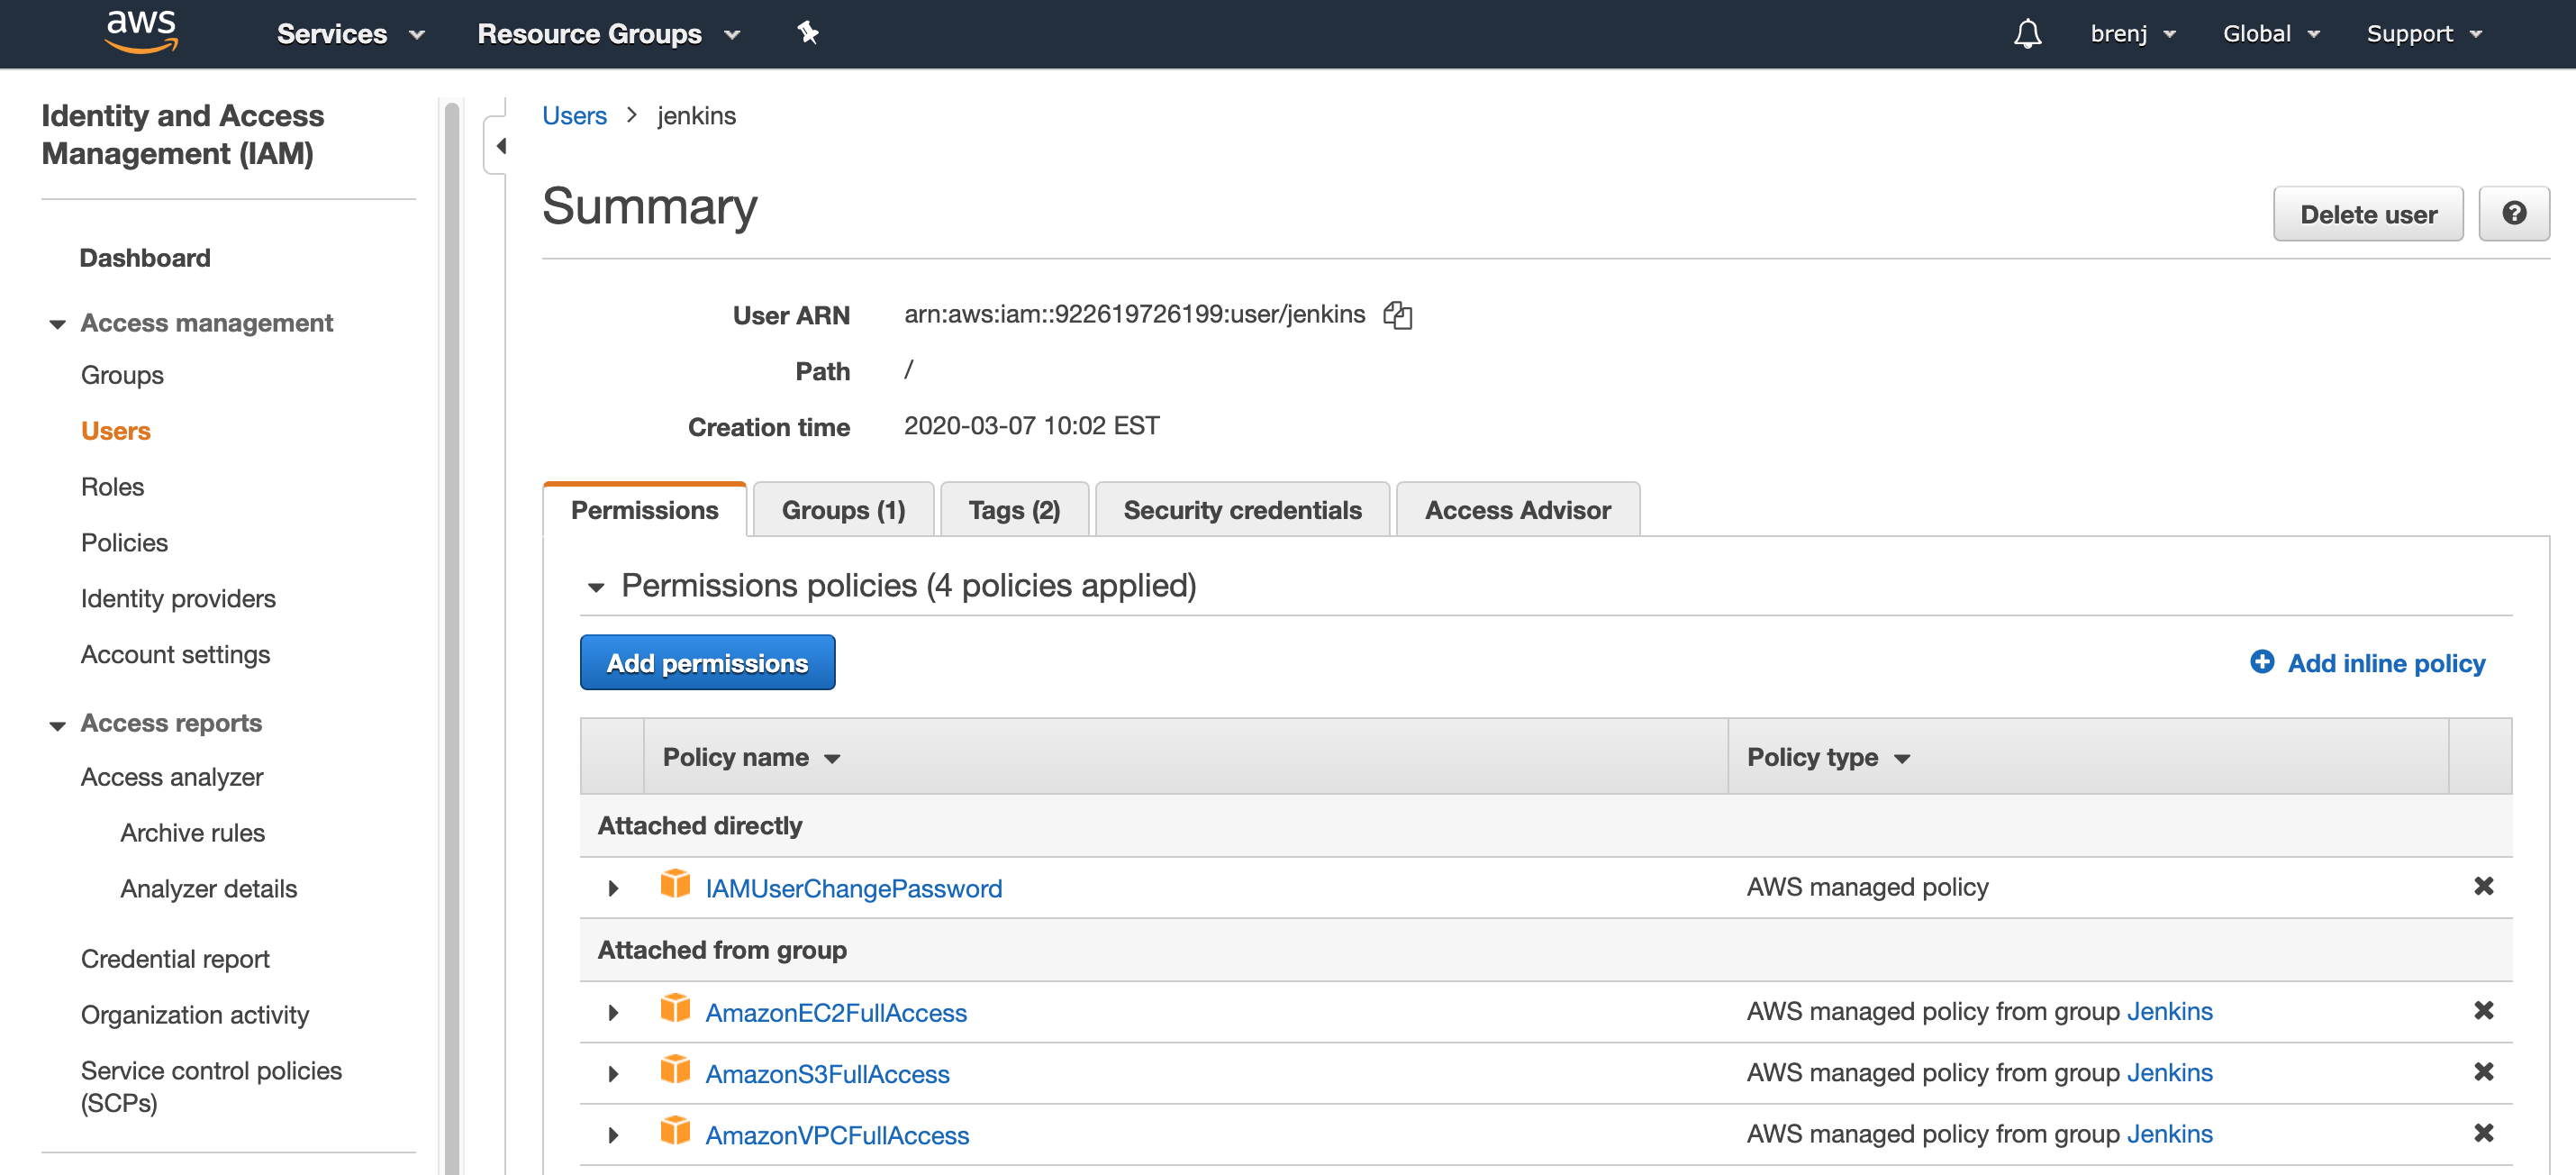 aws
Services
Resource Groups
brenj
Global
Support
Identity and Access
Management (IAM)
Dashboard
Access management
Groups
Users
Roles
Policies
Identity providers
Account settings
Access reports
Access analyzer
Archive rules
Analyzer details
Credential report
Organization activity
Service control policies
(SCPs)
Users > jenkins
Summary
Delete user
?
User ARN arn:aws:iam::922619726199:user/jenkins
Path /
Creation time 2020-03-07 10:02 EST
Permissions
Groups (1)
Tags (2)
Security credentials
Access Advisor
Permissions policies (4 policies applied)
Add permissions
Add inline policy
Policy name
Policy type
Attached directly
IAMUserChangePassword
AWS managed policy
Attached from group
AmazonEC2FullAccess
AWS managed policy from group Jenkins
AmazonS3FullAccess
AWS managed policy from group Jenkins
AmazonVPCFullAccess
AWS managed policy from group Jenkins